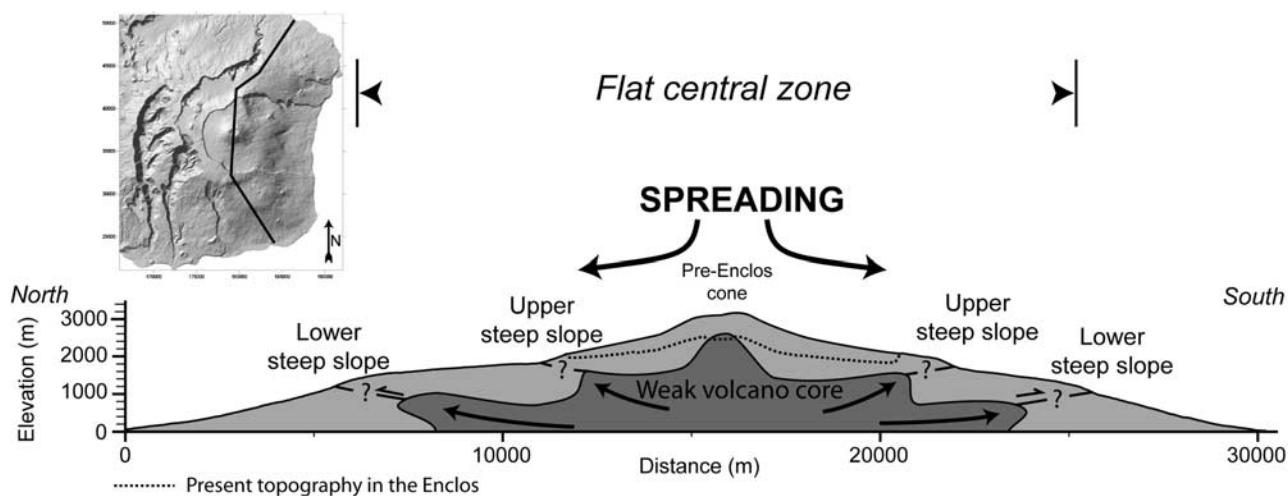 Flat central zone
N
SPREADING
Pre-Enclos
cone
North
South
Upper
steep slope
Upper
steep slope
Lower
steep slope
Lower
steep slope
Elevation (m)
3000
2000
1000
0
?
?
?
?
Weak volcano core
0
10000
20000
30000
Distance (m)
Present topography in the Enclos